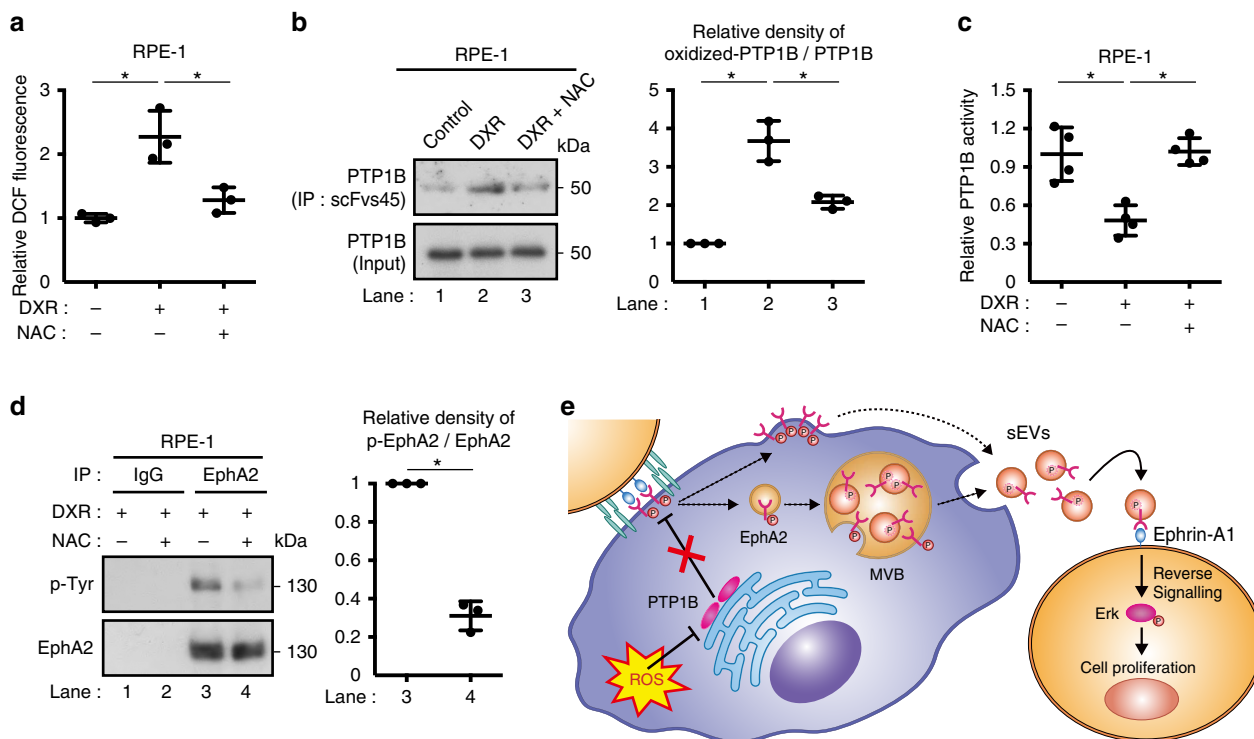 a
RPE-1
* *
Relative DCF fluorescence
3
2
1
0
DXR : – + +
NAC : – – +
b
RPE-1
Control DXR DXR + NAC
kDa
PTP1B
(IP : scFvs45)
50
PTP1B
(Input)
50
Lane : 1 2 3
Relative density of
oxidized-PTP1B / PTP1B
* *
5
4
3
2
1
0
Lane : 1 2 3
c
RPE-1
* *
Relative PTP1B activity
1.5
1.2
0.9
0.6
0.3
0
DXR : – + +
NAC : – – +
d
RPE-1
IP : IgG EphA2
DXR : + + + +
NAC : – + – + kDa
p-Tyr
130
EphA2
130
Lane : 1 2 3 4
Relative density of
p-EphA2 / EphA2
*
1
0.8
0.6
0.4
0.2
0
3 4
e
P P P P
sEVs
P P
P
P
P
P
P
P
P
P
P
EphA2
MVB
Ephrin-A1
PTP1B
ROS
Reverse
Signalling
Erk
P
Cell proliferation